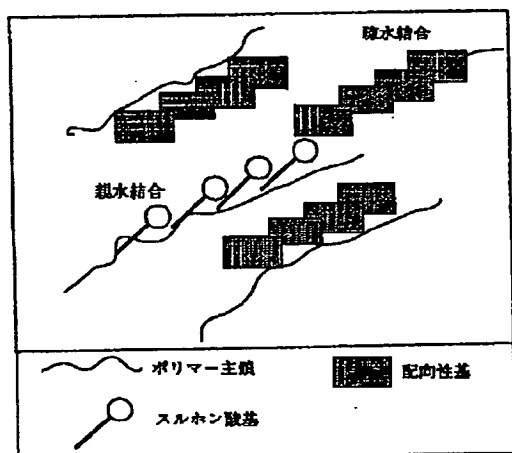 疎水結合
親水結合
ポリマー主鎖
配向性基
スルホン酸基